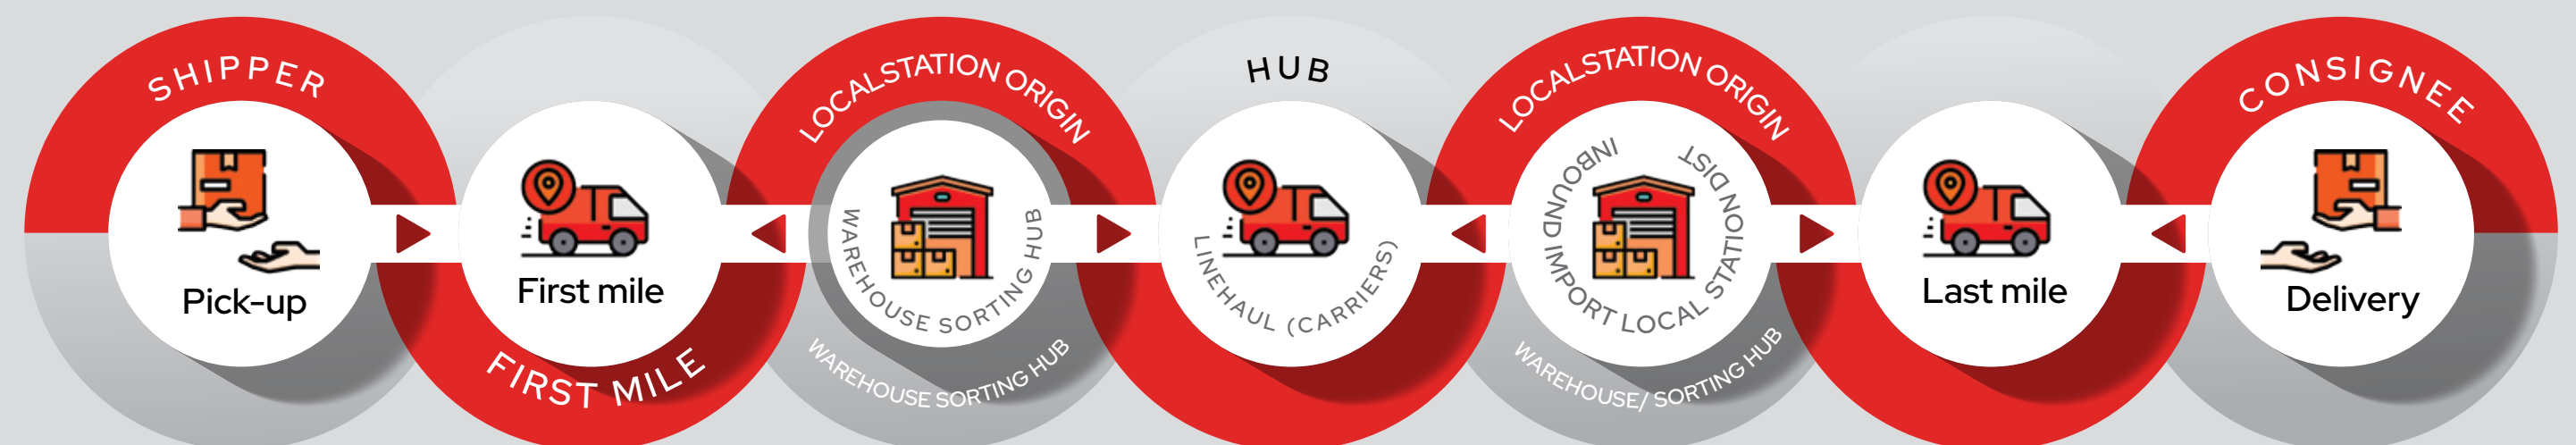 SHIPPER
Pick-up
First mile
FIRST MILE
LOCALSTATION ORIGIN
WAREHOUSE SORTING HUB
WAREHOUSE SORTING HUB
HUB
LINEHAUL (CARRIERS)
LOCALSTATION ORIGIN
INBOUND IMPORT LOCAL STATION DIST
WAREHOUSE/ SORTING HUB
Last mile
CONSIGNEE
Delivery